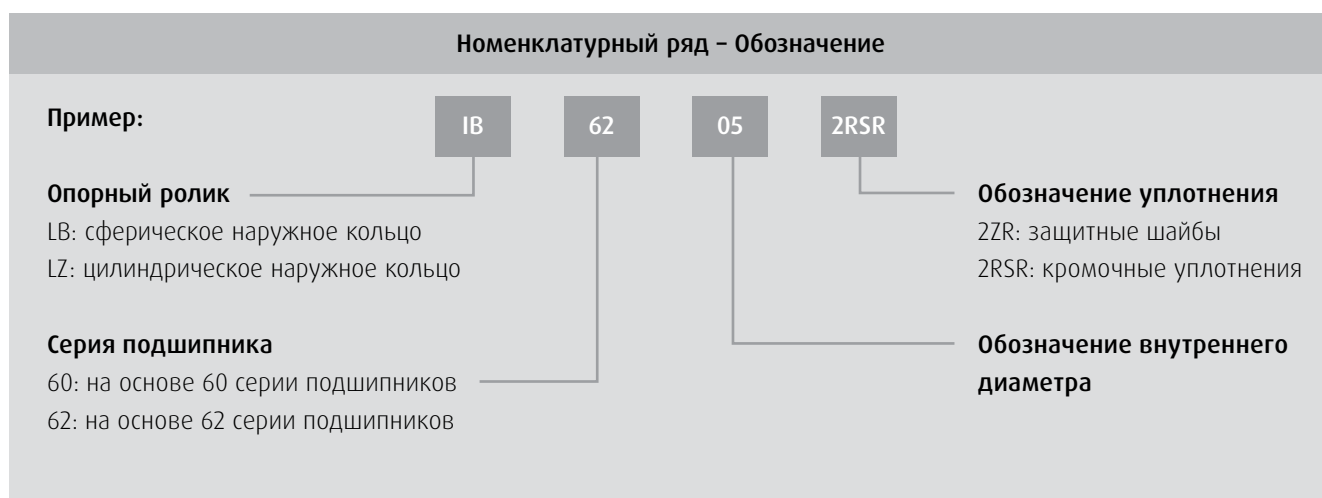 Номенклатурный ряд – Обозначение
Пример:
IB 62 05 2RSR
Опорный ролик
LB: сферическое наружное кольцо
LZ: цилиндрическое наружное кольцо
Обозначение уплотнения
2ZR: защитные шайбы
2RSR: кромочные уплотнения
Серия подшипника
60: на основе 60 серии подшипников
62: на основе 62 серии подшипников
Обозначение внутреннего
диаметра